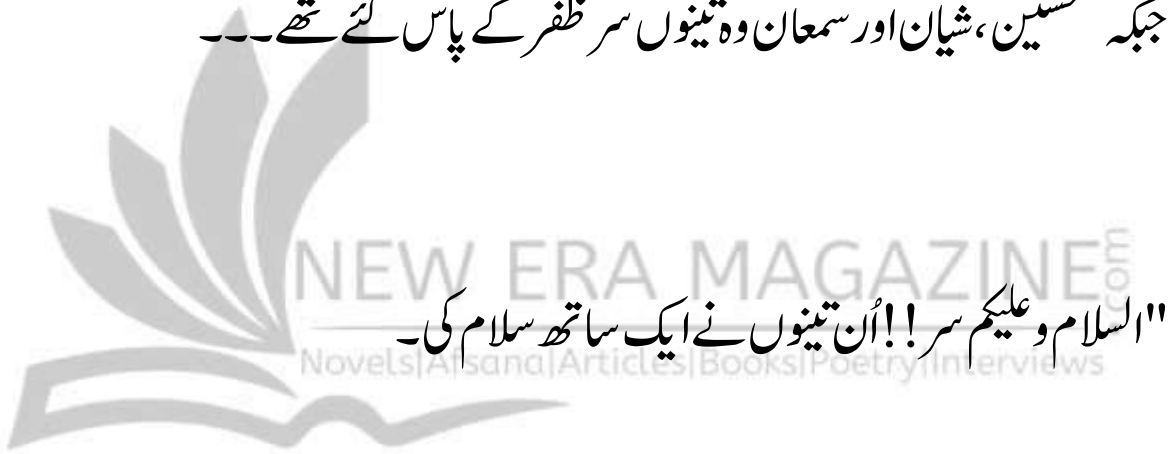 جبکہ حسنین، شیان اور سمعان وہ تینوں سر ظفر کے پاس گئے تھے۔۔۔
NEW ERA MAGAZINE.com
"السلام و علیکم سر!!اُن تینوں نے ایک ساتھ سلام کی۔
Novels|Afsana|Articles|Books|Poetry|Interviews